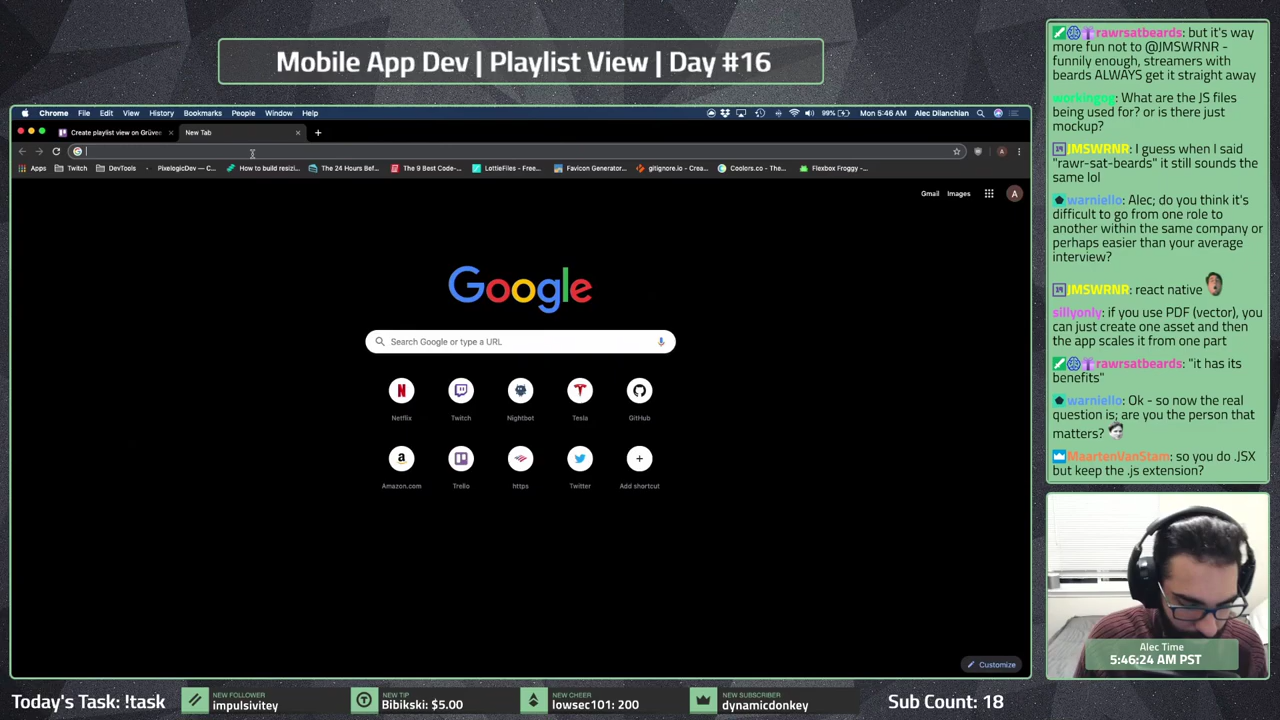 Mobile App Dev | Playlist View | Day #16
Chrome File Edit View History Bookmarks People Window Help
99% Mon 5:46 AM Alec Dilanchian
Create playlist view on Grüve
New Tab
Apps Twitch DevTools PixelogicDev — C... How to build resizi... The 24 Hours Bef... The 9 Best Code-... LottieFiles - Free... Favicon Generator... gitignore.io - Crea... Coolors.co - The... Flexbox Froggy -...
Gmail Images A
Google
Search Google or type a URL
Netflix Twitch Nightbot Tesla GitHub
Amazon.com Trello https Twitter Add shortcut
Customize
rawrsatbeards: but it's way
more fun not to @JMSWRNR -
funnily enough, streamers with
beards ALWAYS get it straight away
workingog: What are the JS files
being used for? or is there just
mockup?
JMSWRNR: I guess when I said
"rawr-sat-beards" it still sounds the
same lol
warniello: Alec; do you think it's
difficult to go from one role to
another within the same company or
perhaps easier than your average
interview?
JMSWRNR: react native
sillyonly: if you use PDF (vector), you
can just create one asset and then
the app scales it from one part
rawrsatbeards: "it has its
benefits"
warniello: Ok - so now the real
question is; are you the person that
matters?
MaartenVanStam: so you do .JSX
but keep the .js extension?
Alec Time
5:46:24 AM PST
Today's Task: !task
NEW FOLLOWER
impulsivitey
NEW TIP
Bibikski: $5.00
NEW CHEER
lowsec101: 200
NEW SUBSCRIBER
dynamicdonkey
Sub Count: 18